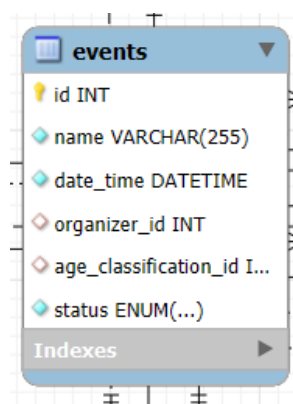 events
id INT
name VARCHAR(255)
date_time DATETIME
organizer_id INT
age_classification_id I...
status ENUM(...)
Indexes